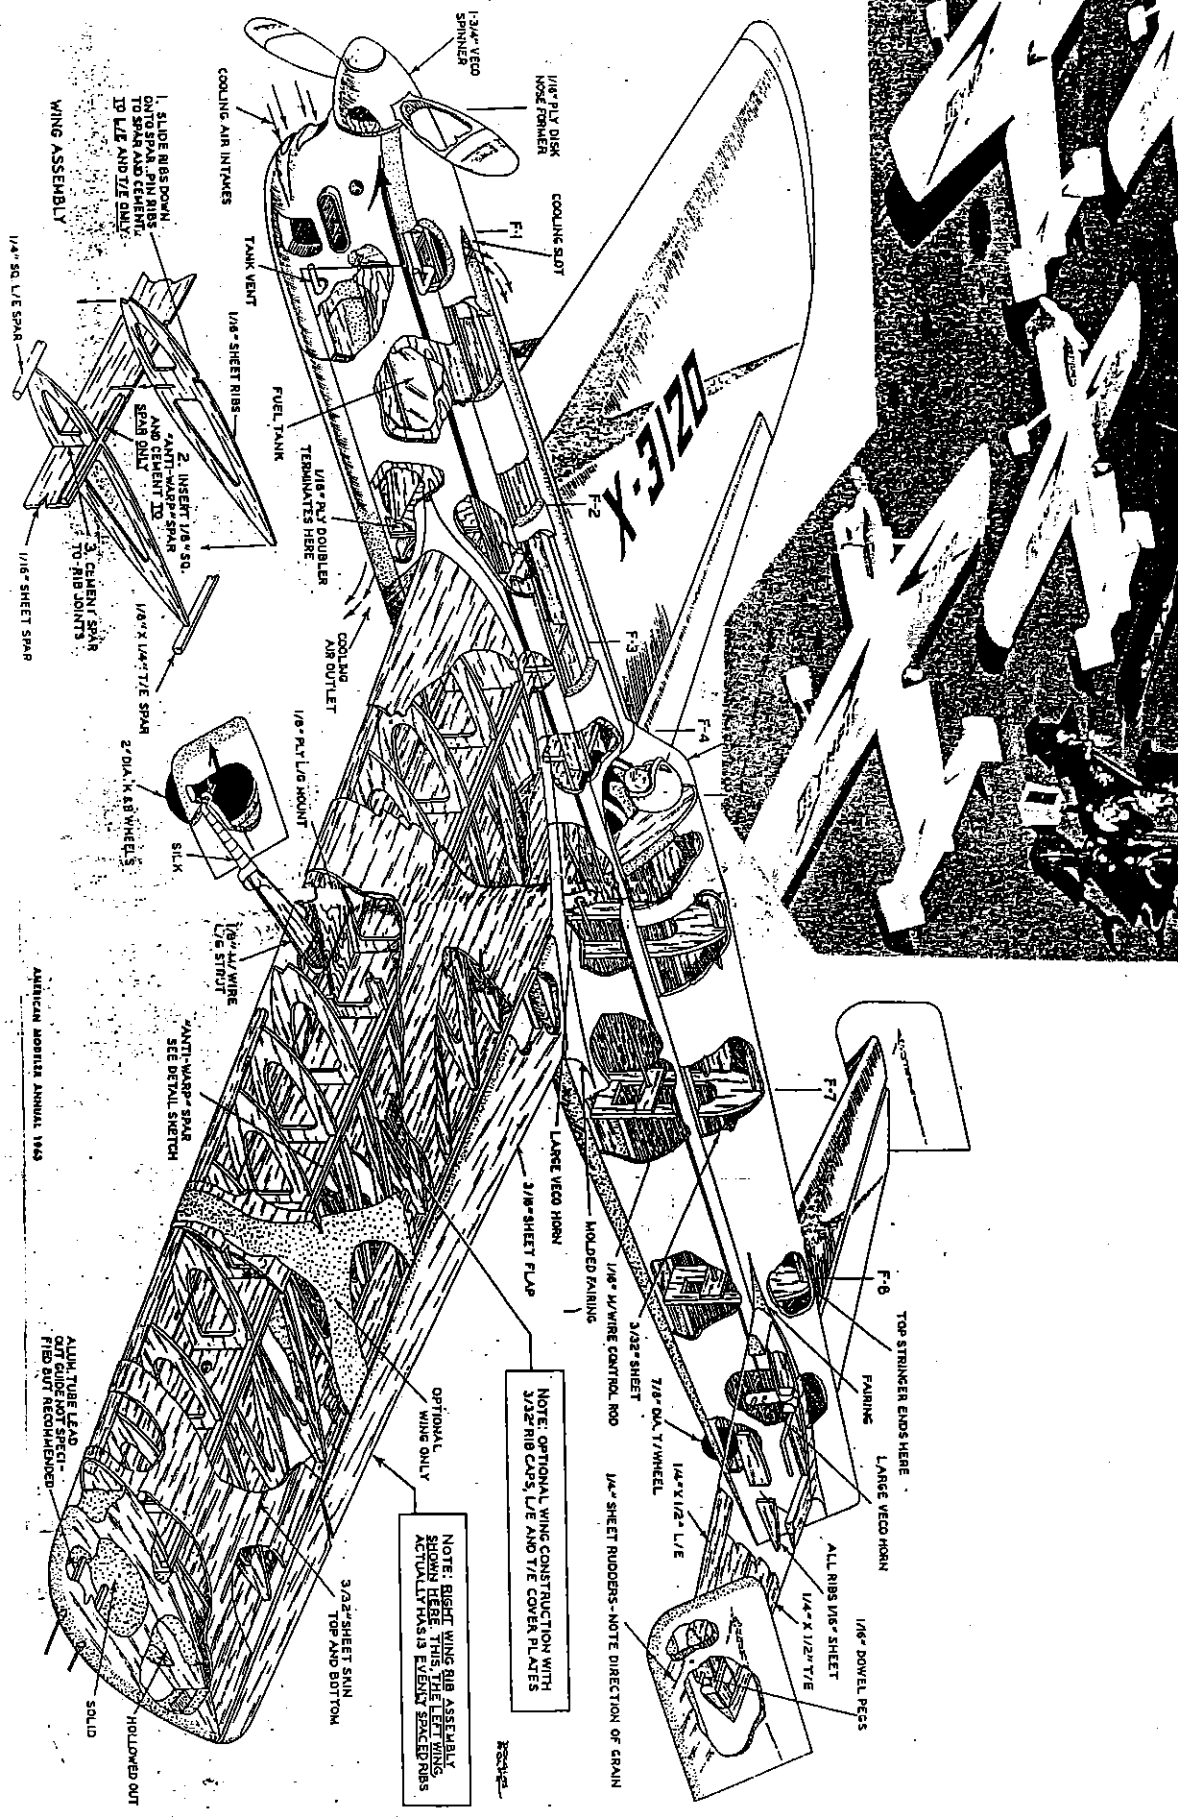 1-3/4" VECO
SPINNER
1/16" PLY DISK
NOSE FORMER
COOLING SLOT
F-1
COOLING AIR INTAKES
TANK VENT
FUEL TANK
1/16" PLY DOUBLER
TERMINATES HERE
COOLING
AIR OUTLET
X-3120
F-2
F-3
F-4
F-7
F-8
TOP STRINGER ENDS HERE
FAIRING
LARGE VECO HORN
ALL RIBS 1/16" SHEET
1/4" X 1/2" T/E
1/16" DOWEL PEGS
1/4" SHEET RUDDERS-NOTE DIRECTION OF GRAIN
1/4" X 1/2" L/E
7/8" DIA. T/WHEEL
3/32" SHEET
1/16" M/WIRE CONTROL ROD
MOLDED FAIRING
LARGE VECO HORN
3/16" SHEET FLAP
NOTE: OPTIONAL WING CONSTRUCTION WITH
3/32" RIB CAPS, L/E AND T/E COVER PLATES
NOTE: RIGHT WING RIB ASSEMBLY
SHOWN HERE. THIS, THE LEFT WING,
ACTUALLY HAS 13 EVENLY SPACED RIBS
OPTIONAL
WING ONLY
3/32" SHEET SKIN
TOP AND BOTTOM
HOLLOWED OUT
SOLID
ALUM. TUBE LEAD
OUT GUIDE NOT SPECI-
FIED BUT RECOMMENDED
"ANTI-WARP" SPAR
SEE DETAIL SKETCH
1/8" M/WIRE
L/G STRUT
SILK
2" DIA. K & B WHEELS
1/8" PLY L/G MOUNT
WING ASSEMBLY
1. SLIDE RIBS DOWN
ONTO SPAR. PIN RIBS
TO SPAR AND CEMENT
TO L/E AND T/E ONLY.
1/16" SHEET RIBS
2. INSERT 1/8" SQ.
"ANTI-WARP" SPAR
AND CEMENT TO
SPAR ONLY
3. CEMENT SPAR
TO-RIB JOINTS
1/8" X 1/4" T/E SPAR
1/16" SHEET SPAR
1/4" SQ. L/E SPAR
AMERICAN MODELER ANNUAL 1963